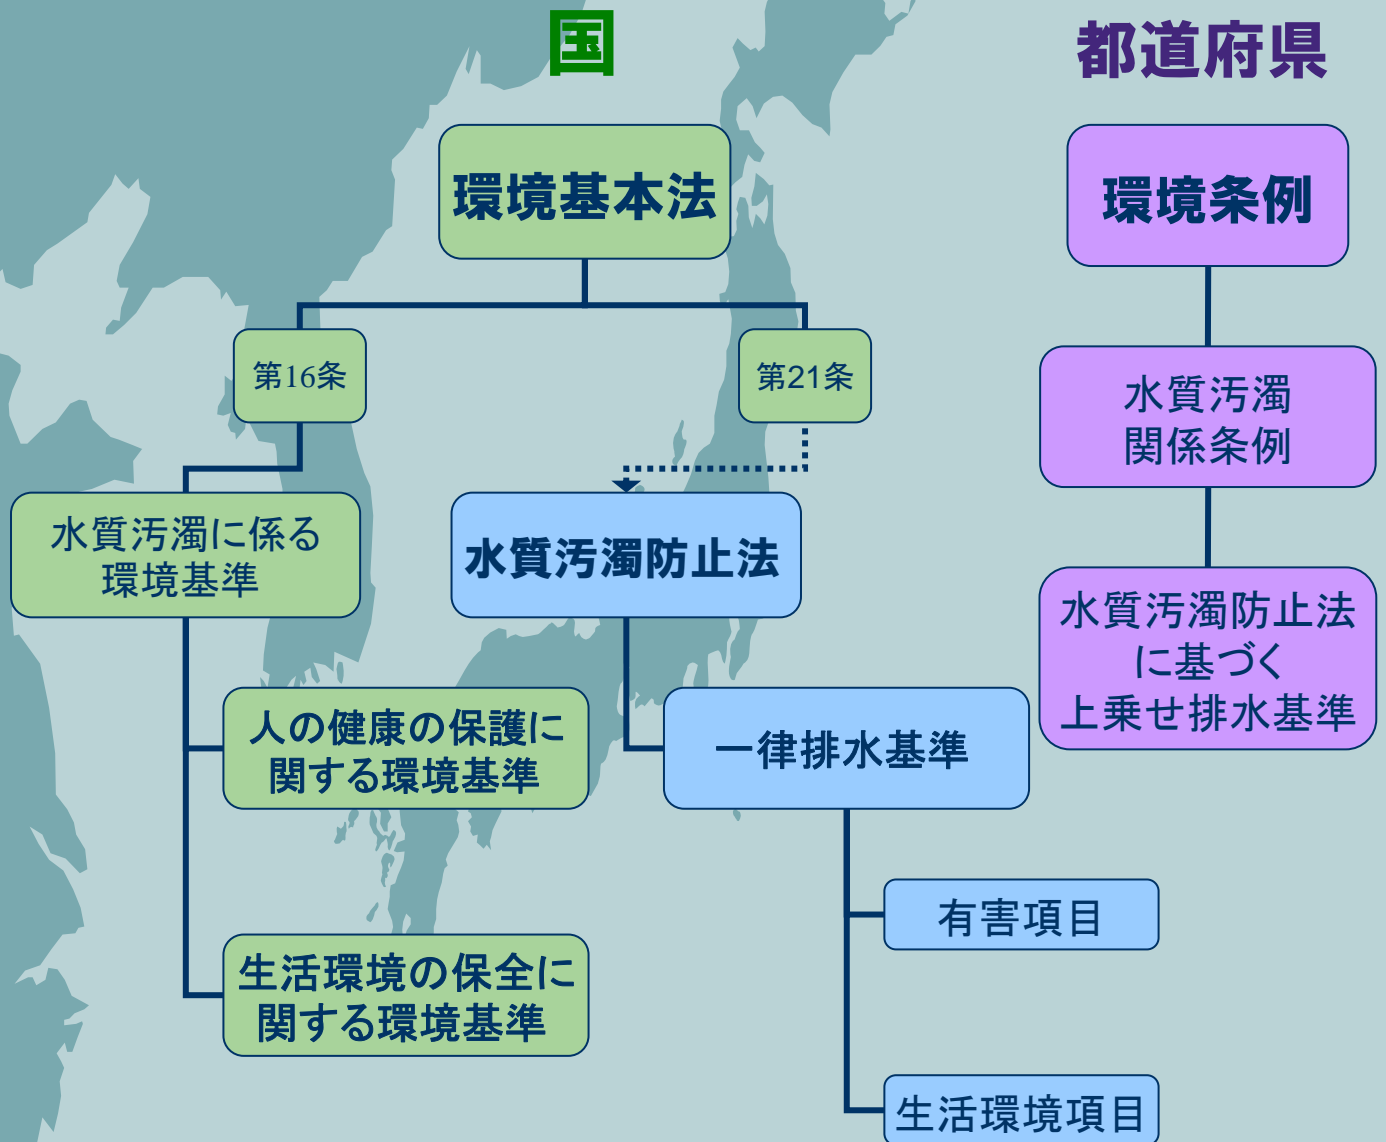 国
都道府県
環境基本法
環境条例
第16条
第21条
水質汚濁
関係条例
水質汚濁に係る
環境基準
水質汚濁防止法
水質汚濁防止法
に基づく
上乗せ排水基準
人の健康の保護に
関する環境基準
一律排水基準
有害項目
生活環境の保全に
関する環境基準
生活環境項目